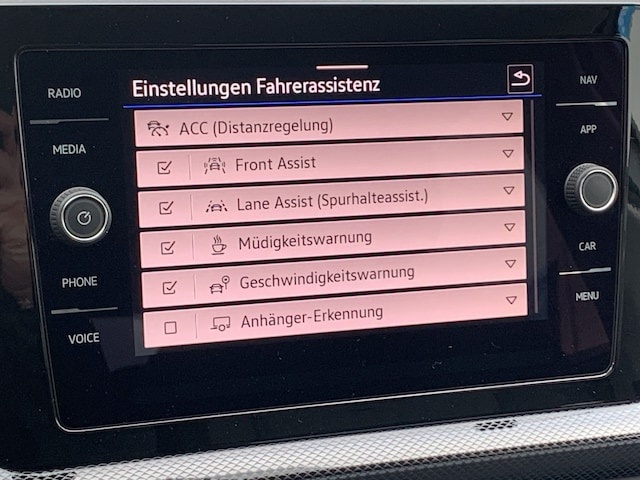 RADIO
MEDIA
PHONE
VOICE
Einstellungen Fahrerassistenz
ACC (Distanzregelung)
Front Assist
Lane Assist (Spurhalteassist.)
Müdigkeitswarnung
Geschwindigkeitswarnung
Anhänger-Erkennung
NAV
APP
CAR
MENU